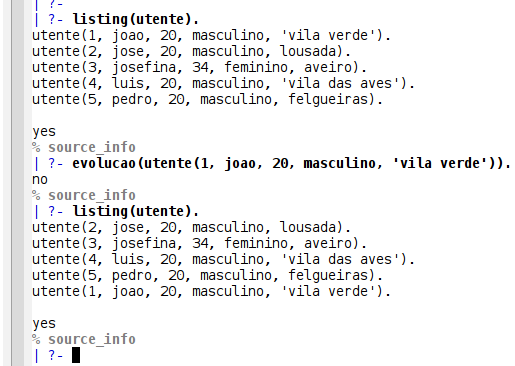 | ?-
| ?- listing(utente).
utente(1, joao, 20, masculino, 'vila verde').
utente(2, jose, 20, masculino, lousada).
utente(3, josefina, 34, feminino, aveiro).
utente(4, luis, 20, masculino, 'vila das aves').
utente(5, pedro, 20, masculino, felgueiras).
yes
% source_info
| ?- evolucao(utente(1, joao, 20, masculino, 'vila verde')).
no
% source_info
| ?- listing(utente).
utente(2, jose, 20, masculino, lousada).
utente(3, josefina, 34, feminino, aveiro).
utente(4, luis, 20, masculino, 'vila das aves').
utente(5, pedro, 20, masculino, felgueiras).
utente(1, joao, 20, masculino, 'vila verde').
yes
% source_info
| ?-